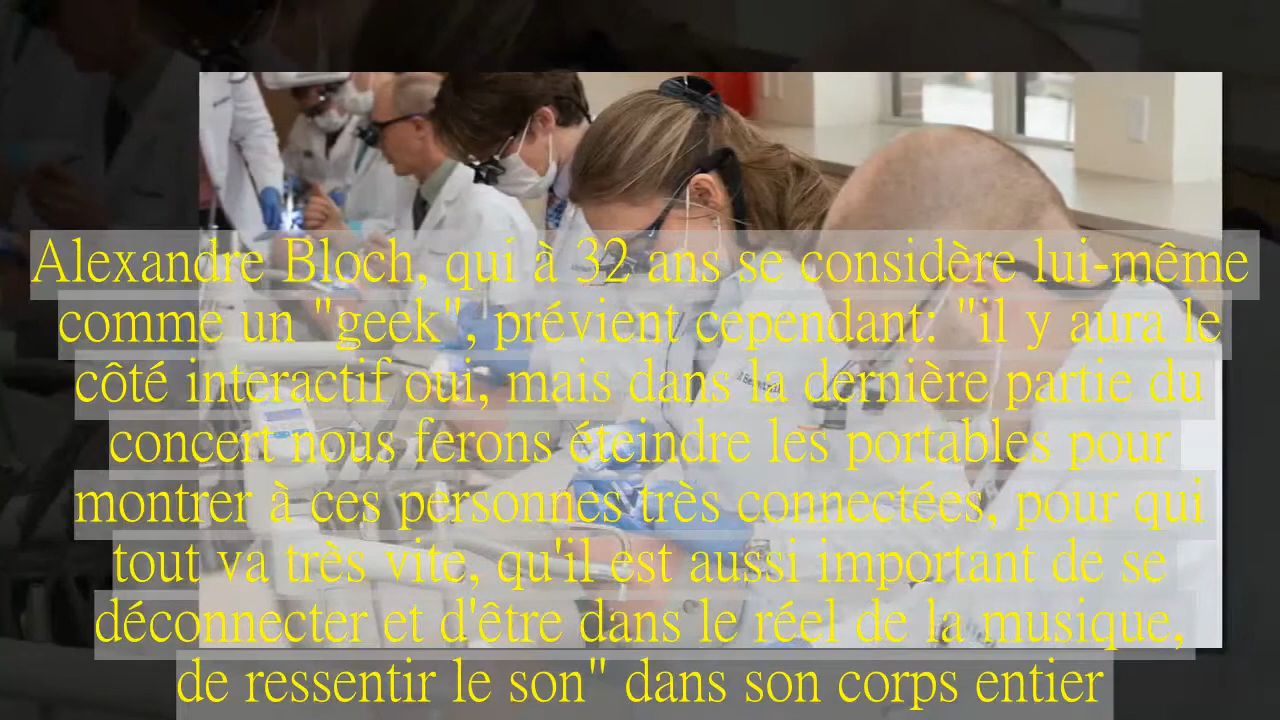 Alexandre Bloch, qui à 32 ans se considère lui-même
comme un "geek", prévient cependant: "il y aura le
côté interactif oui, mais dans la dernière partie du
concert nous ferons éteindre les portables pour
montrer à ces personnes très connectées, pour qui
tout va très vite, qu'il est aussi important de se
déconnecter et d'être dans le réel de la musique,
de ressentir le son" dans son corps entier